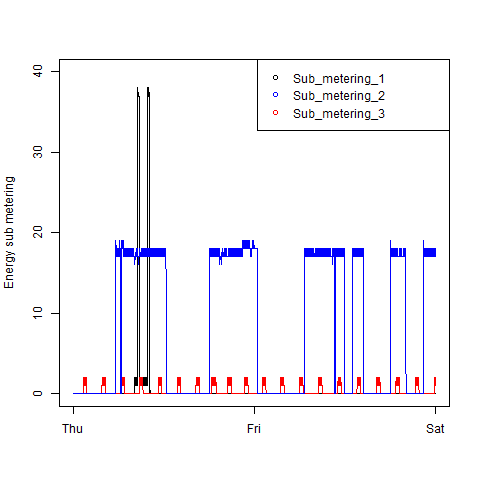 Sub_metering_1
Sub_metering_2
Sub_metering_3
Energy sub metering
40
30
20
10
0
Thu Fri Sat